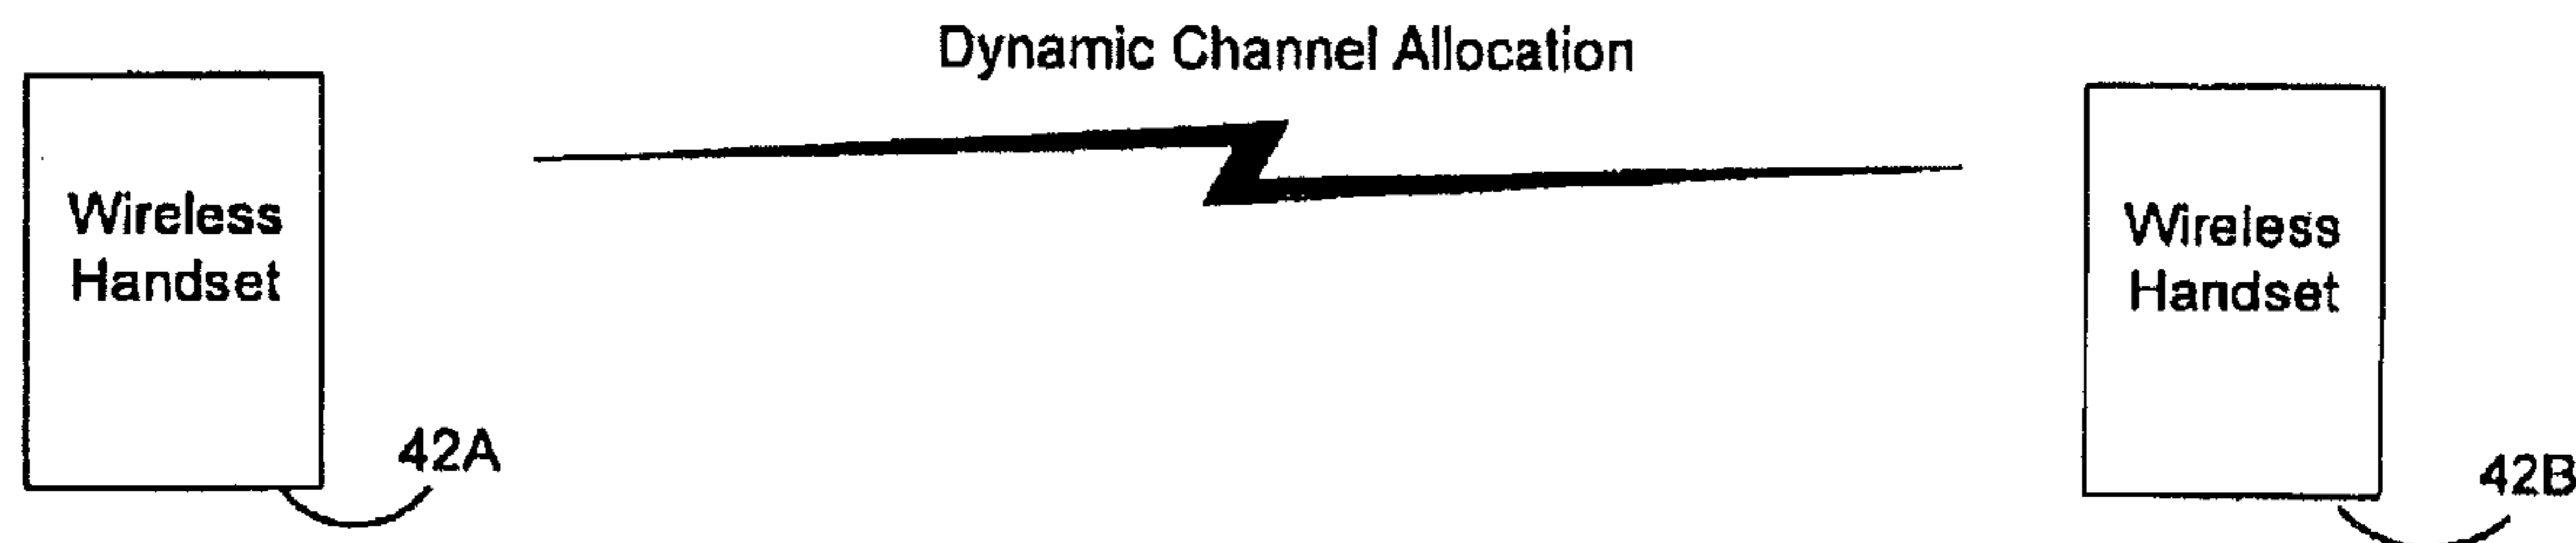 Dynamic Channel Allocation
Wireless
Handset
42A
Wireless
Handset
42B